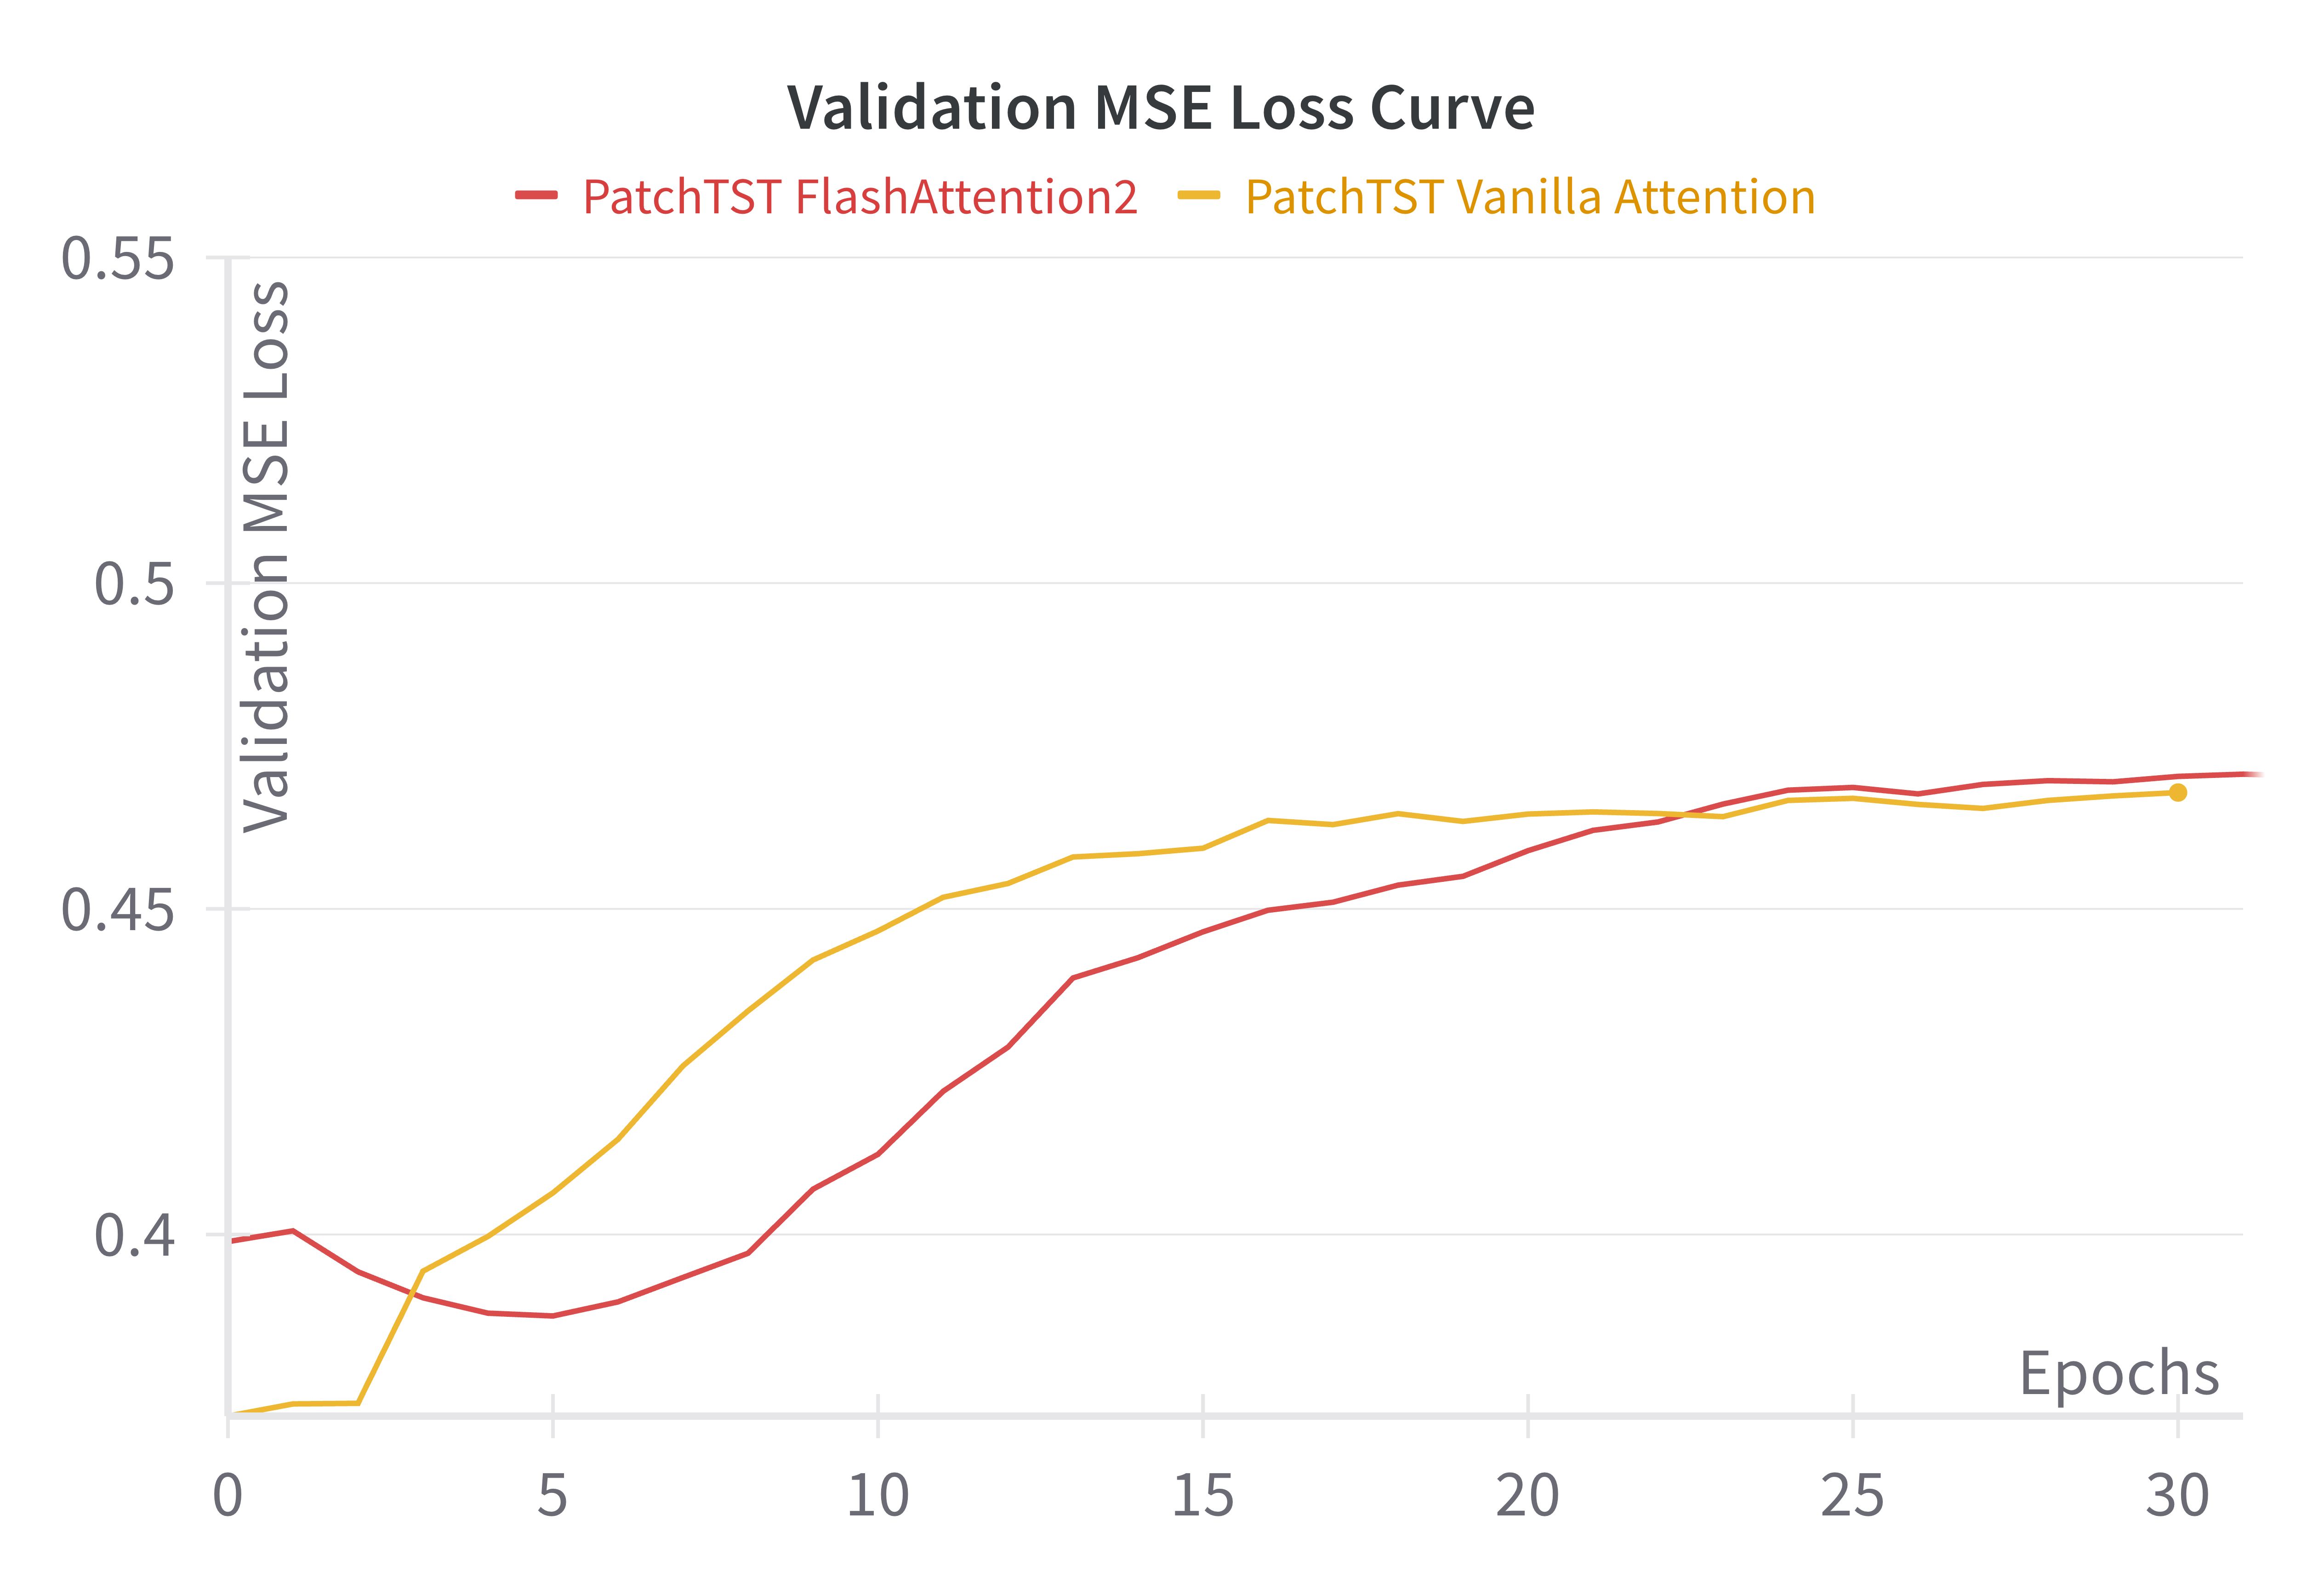 Validation MSE Loss Curve
PatchTST FlashAttention2 PatchTST Vanilla Attention
0.55
0.5
0.45
0.4
Validation MSE Loss
Epochs
0 5 10 15 20 25 30